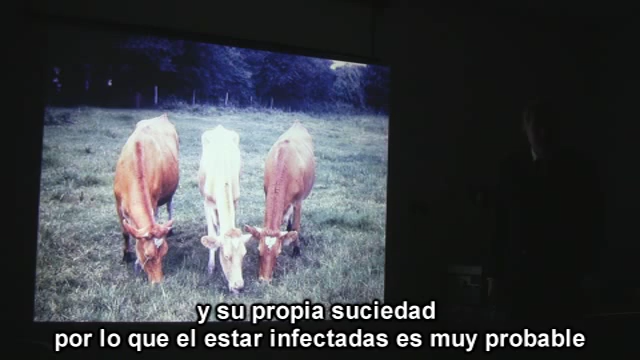 y su propia suciedad
por lo que el estar infectadas es muy probable